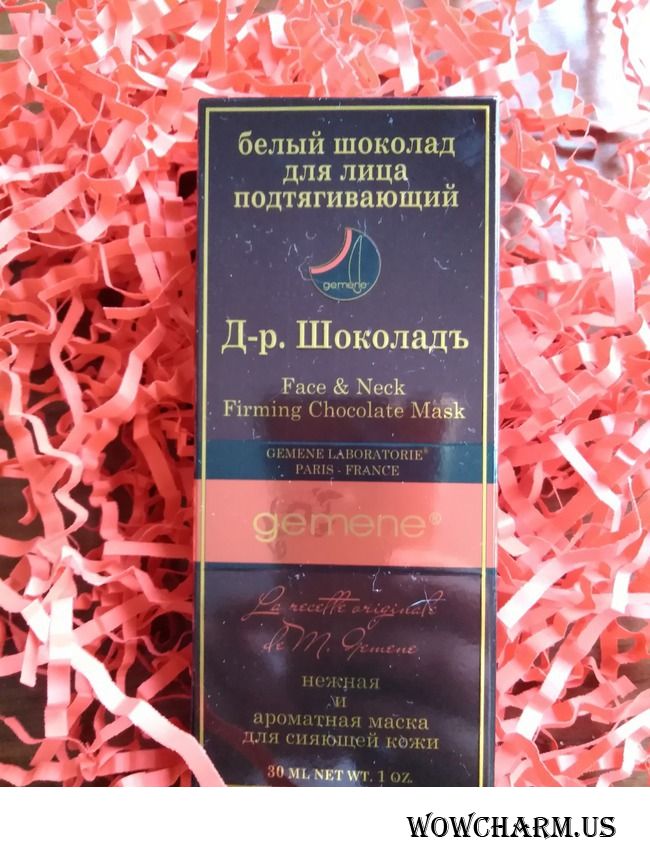 белый шоколад
для лица
подтягивающий
gemene
Д-р. Шоколадъ
Face & Neck
Firming Chocolate Mask
GEMENE LABORATORIE®
PARIS - FRANCE
gemene®
La recette originale
de M. Gemene
нежная
и
ароматная маска
для сияющей кожи
30 ML NET WT. 1 OZ.
WOWCHARM.US